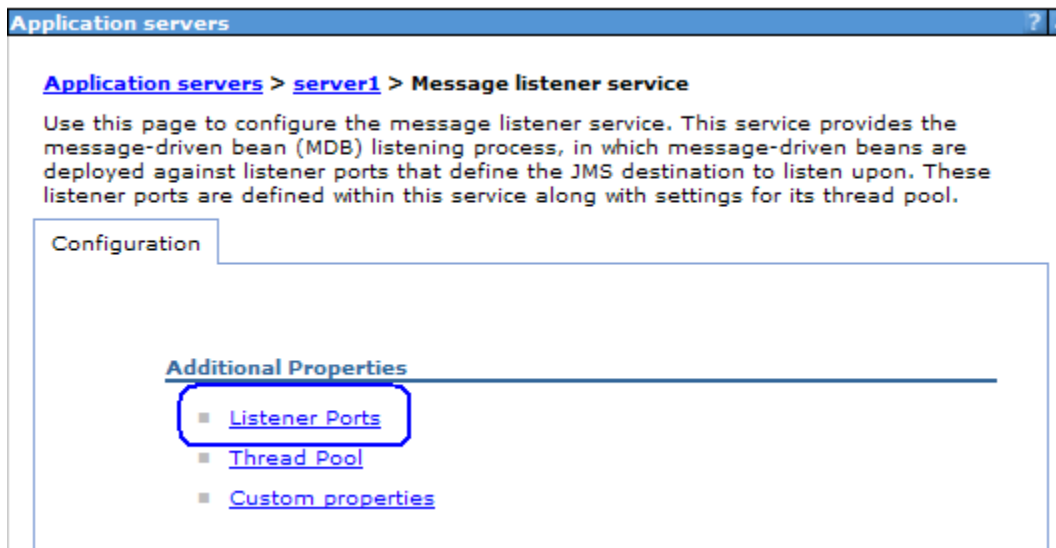 Application servers ?
Application servers > server1 > Message listener service
Use this page to configure the message listener service. This service provides the
message-driven bean (MDB) listening process, in which message-driven beans are
deployed against listener ports that define the JMS destination to listen upon. These
listener ports are defined within this service along with settings for its thread pool.
Configuration
Additional Properties
Listener Ports
Thread Pool
Custom properties